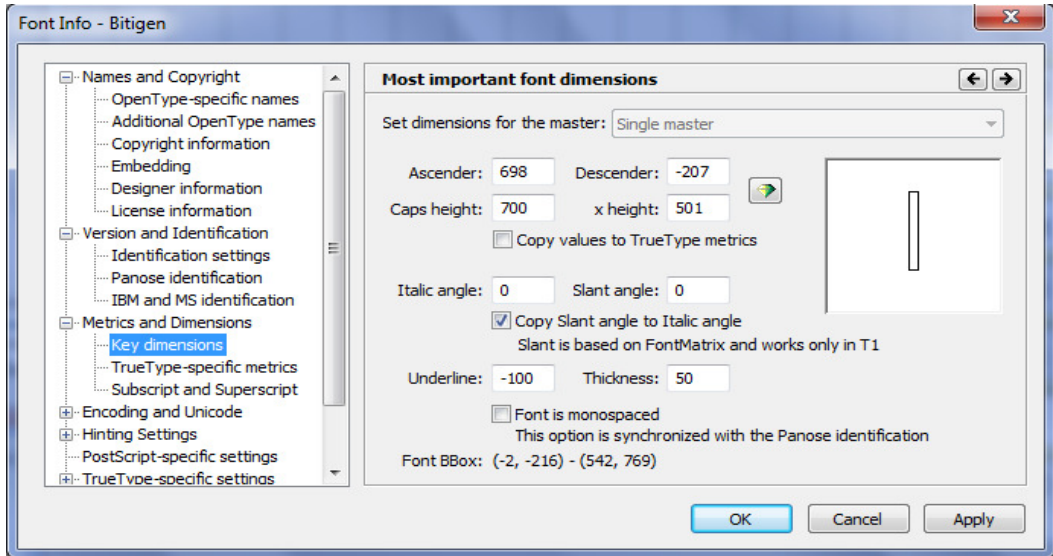 Font Info - Bitigen
x
Names and Copyright
OpenType-specific names
Additional OpenType names
Copyright information
Embedding
Designer information
License information
Version and Identification
Identification settings
Panose identification
IBM and MS identification
Metrics and Dimensions
Key dimensions
TrueType-specific metrics
Subscript and Superscript
Encoding and Unicode
Hinting Settings
PostScript-specific settings
TrueType-specific settings
Most important font dimensions
Set dimensions for the master: Single master
Ascender: 698 Descender: -207
Caps height: 700 x height: 501
Copy values to TrueType metrics
Italic angle: 0 Slant angle: 0
Copy Slant angle to Italic angle
Slant is based on FontMatrix and works only in T1
Underline: -100 Thickness: 50
Font is monospaced
This option is synchronized with the Panose identification
Font BBox: (-2, -216) - (542, 769)
OK Cancel Apply